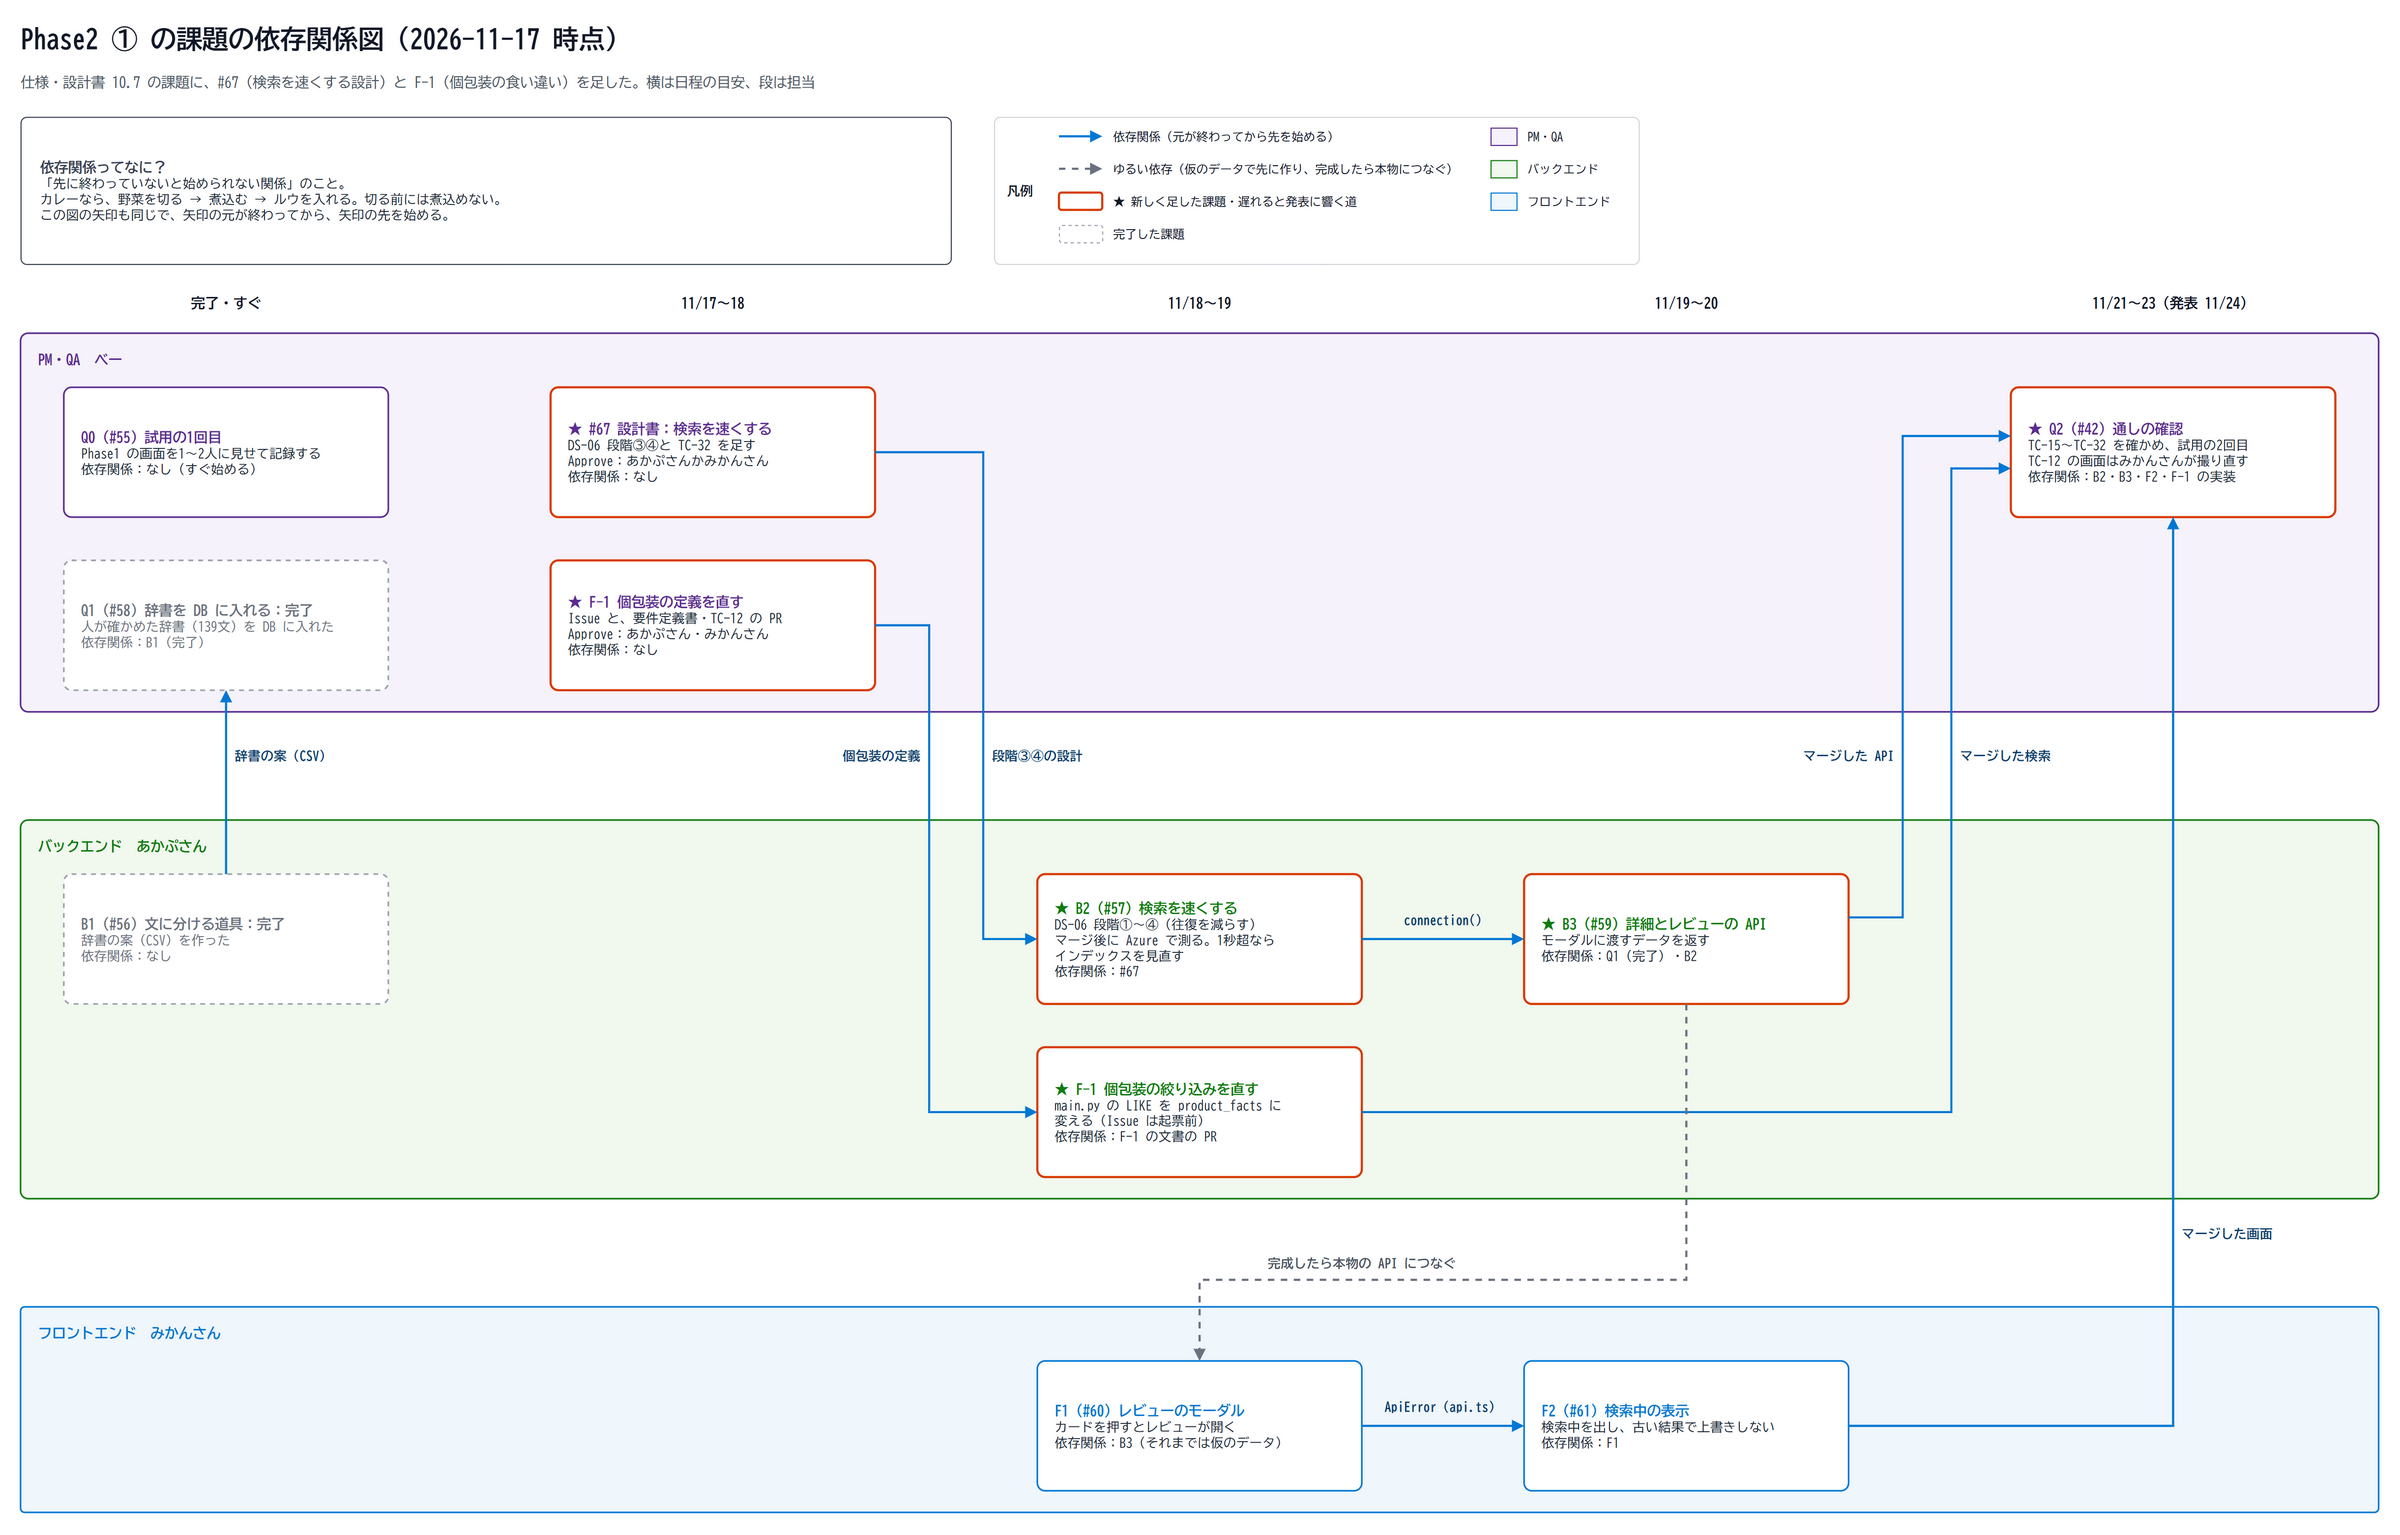 Phase2 ① の課題の依存関係図（2026-11-17 時点）
仕様・設計書 10.7 の課題に、#67（検索を速くする設計）と F-1（個包装の食い違い）を足した。横は日程の目安、段は担当
依存関係ってなに？
「先に終わっていないと始められない関係」のこと。
カレーなら、野菜を切る → 煮込む → ルウを入れる。切る前には煮込めない。
この図の矢印も同じで、矢印の元が終わってから、矢印の先を始める。
凡例
依存関係（元が終わってから先を始める）
ゆるい依存（仮のデータで先に作り、完成したら本物につなぐ）
★ 新しく足した課題・遅れると発表に響く道
完了した課題
PM・QA
バックエンド
フロントエンド
完了・すぐ
11/17〜18
11/18〜19
11/19〜20
11/21〜23（発表 11/24）
PM・QA　べー
Q0（#55）試用の1回目
Phase1 の画面を1〜2人に見せて記録する
依存関係：なし（すぐ始める）
★ #67 設計書：検索を速くする
DS-06 段階③④と TC-32 を足す
Approve：あかぷさんかみかんさん
依存関係：なし
★ Q2（#42）通しの確認
TC-15〜TC-32 を確かめ、試用の2回目
TC-12 の画面はみかんさんが撮り直す
依存関係：B2・B3・F2・F-1 の実装
Q1（#58）辞書を DB に入れる：完了
人が確かめた辞書（139文）を DB に入れた
依存関係：B1（完了）
★ F-1 個包装の定義を直す
Issue と、要件定義書・TC-12 の PR
Approve：あかぷさん・みかんさん
依存関係：なし
辞書の案（CSV）
個包装の定義
段階③④の設計
マージした API
マージした検索
バックエンド　あかぷさん
B1（#56）文に分ける道具：完了
辞書の案（CSV）を作った
依存関係：なし
★ B2（#57）検索を速くする
DS-06 段階①〜④（往復を減らす）
マージ後に Azure で測る。1秒超なら
インデックスを見直す
依存関係：#67
connection()
★ B3（#59）詳細とレビューの API
モーダルに渡すデータを返す
依存関係：Q1（完了）・B2
★ F-1 個包装の絞り込みを直す
main.py の LIKE を product_facts に
変える（Issue は起票前）
依存関係：F-1 の文書の PR
マージした画面
完成したら本物の API につなぐ
フロントエンド　みかんさん
F1（#60）レビューのモーダル
カードを押すとレビューが開く
依存関係：B3（それまでは仮のデータ）
ApiError（api.ts）
F2（#61）検索中の表示
検索中を出し、古い結果で上書きしない
依存関係：F1